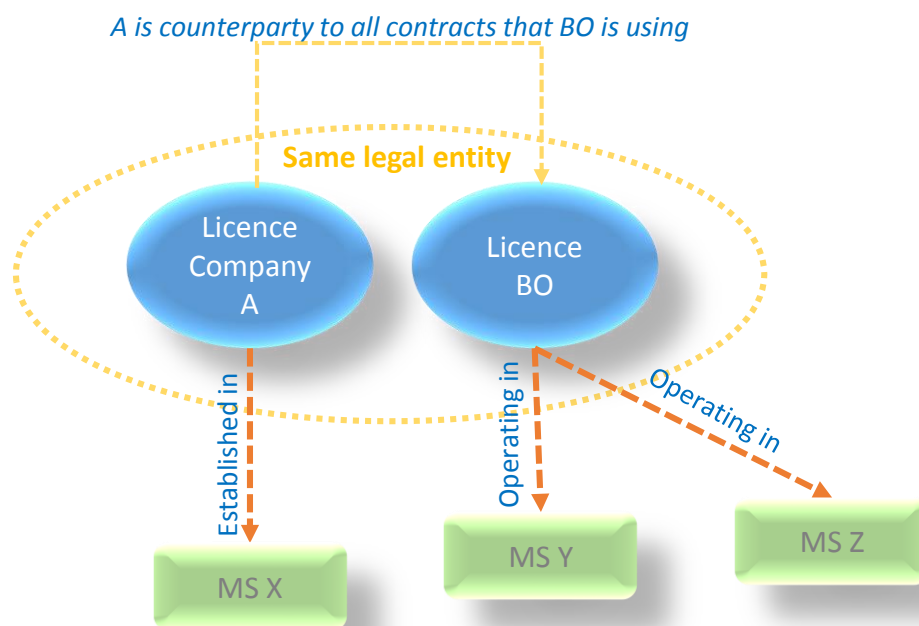 A is counterparty to all contracts that BO is using
Same legal entity
Licence
Company
A
Licence
BO
Established in
Operating in
Operating in
MS X
MS Y
MS Z